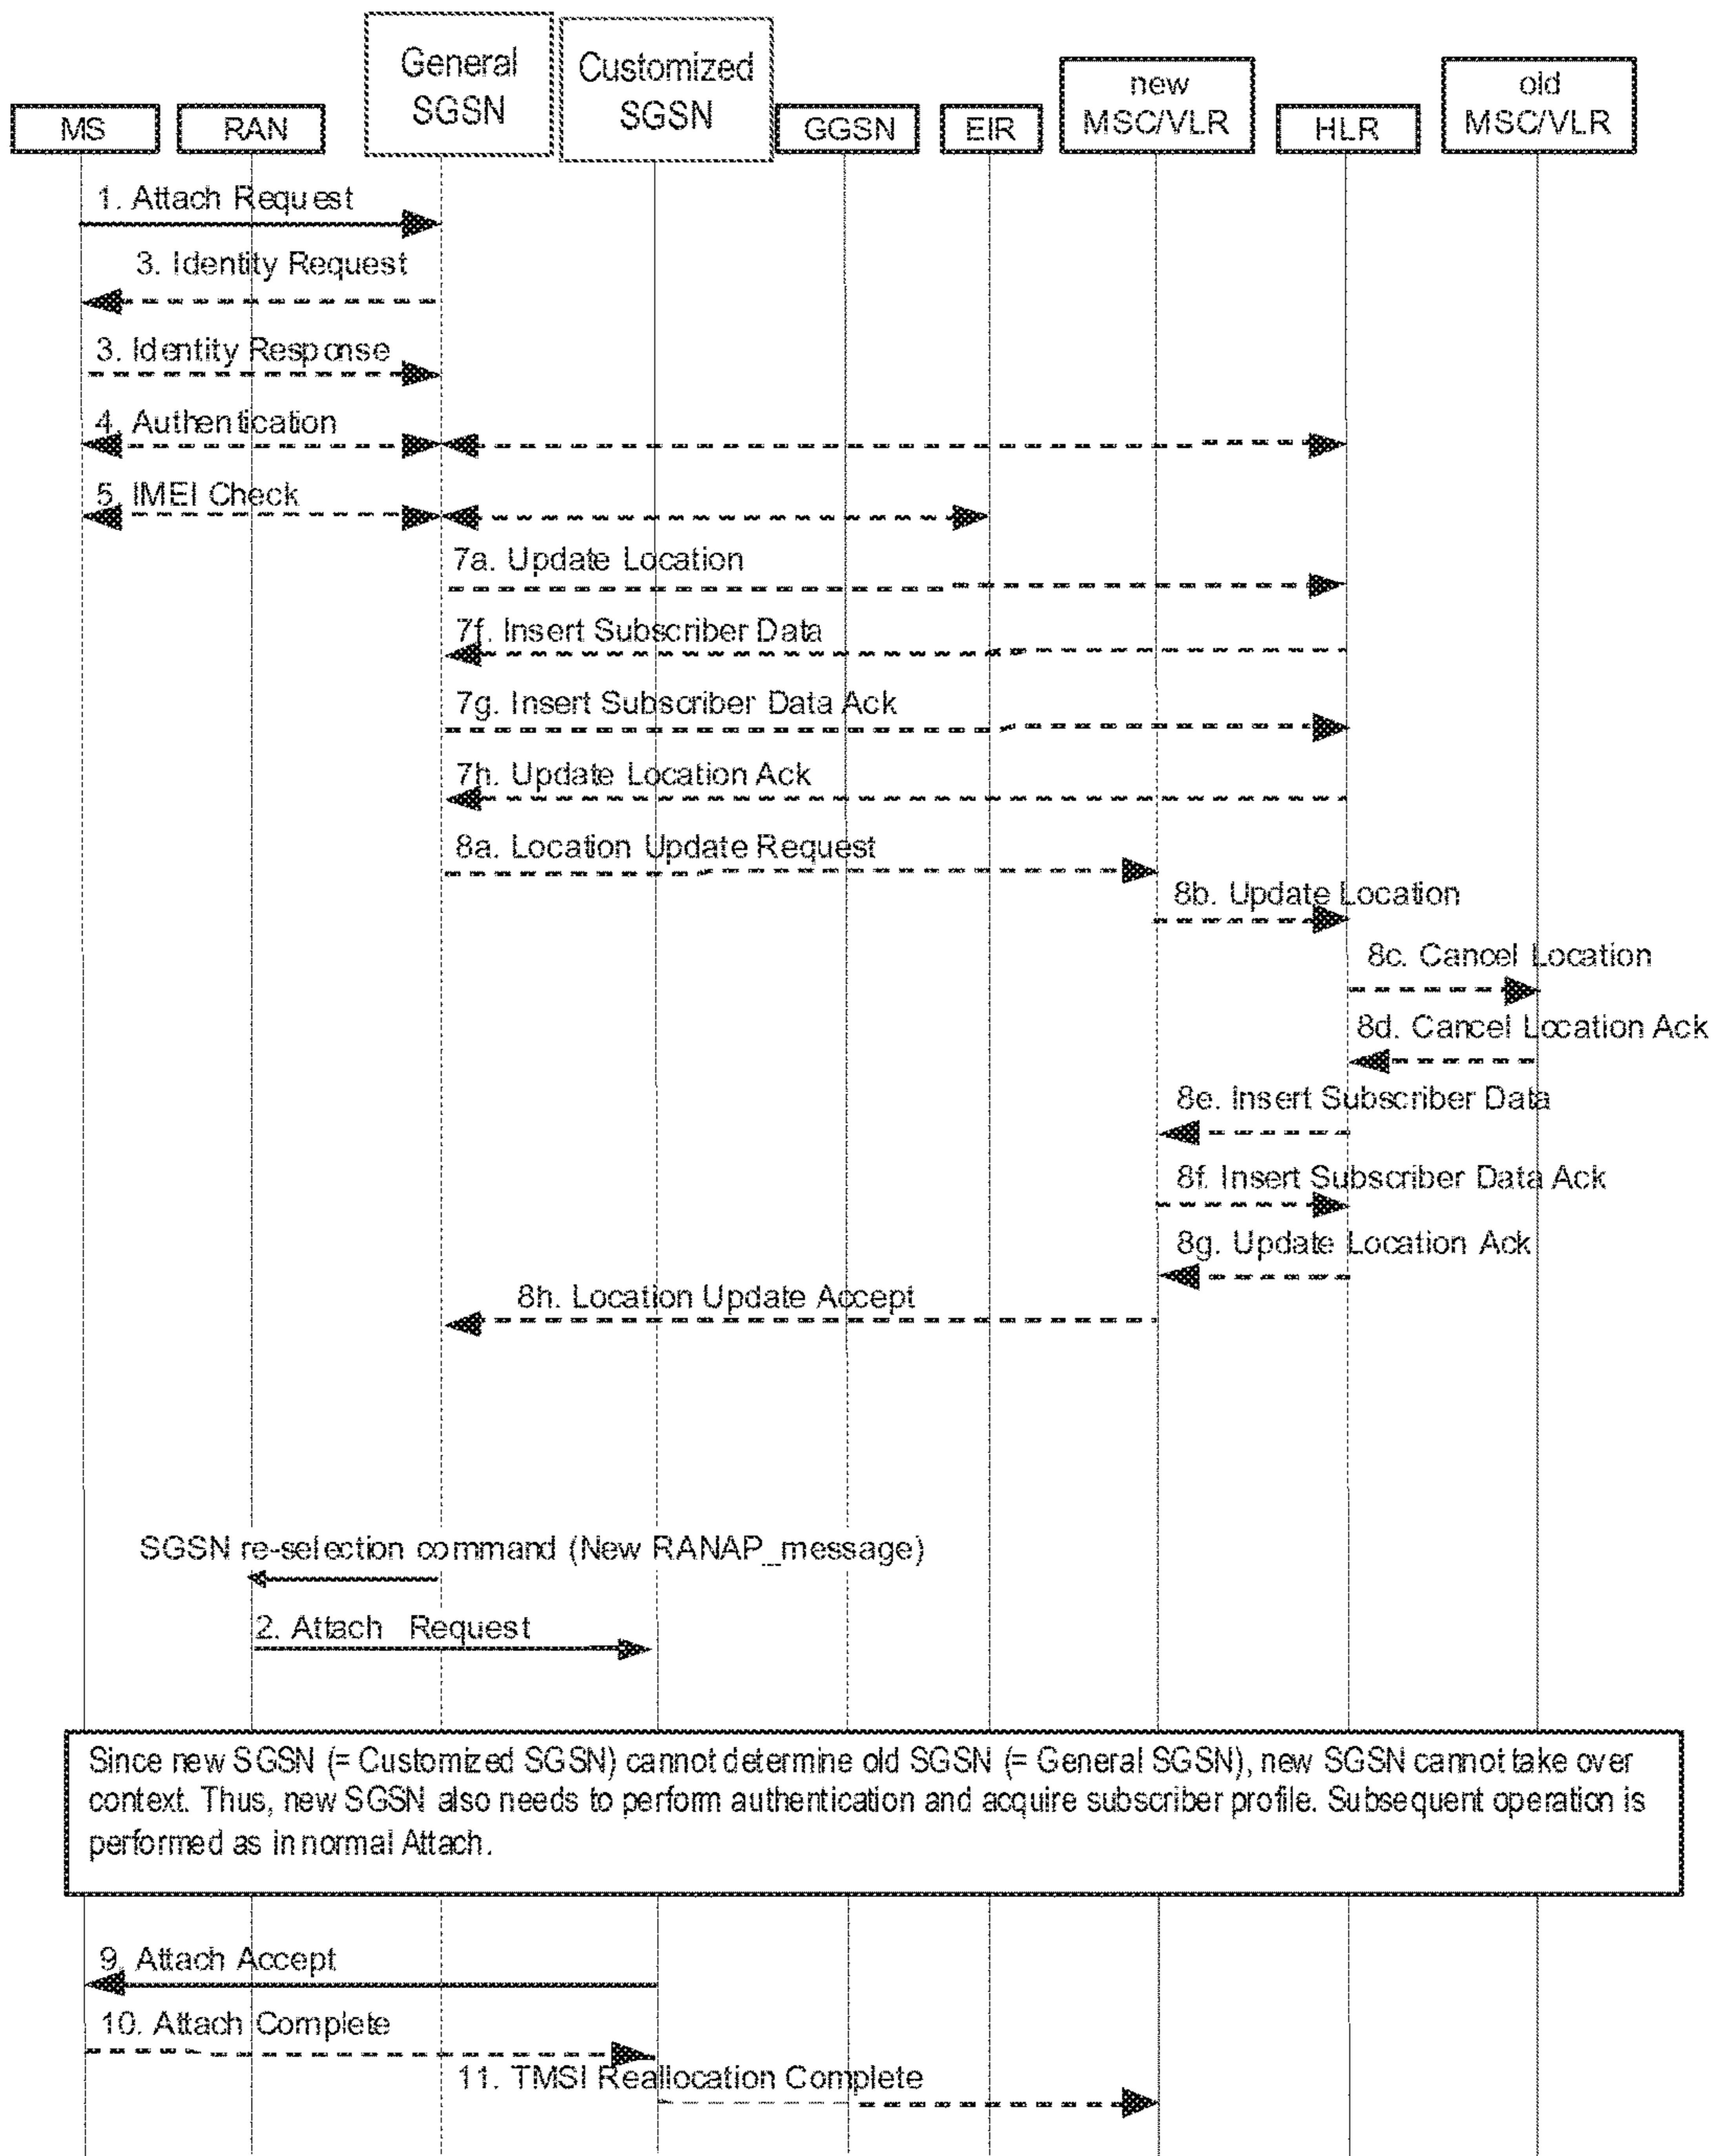 General
SGSN
Customized
SGSN
new
MSC/VLR
old
MSC/VLR
MS
RAN
GGSN
EIR
HLR
1. Attach Request
3. Identity Request
3. Identity Response
4. Authentication
5. IMEI Check
7a. Update Location
7f. Insert Subscriber Data
7g. Insert Subscriber Data Ack
7h. Update Location Ack
8a. Location Update Request
8b. Update Location
8c. Cancel Location
8d. Cancel Location Ack
8e. Insert Subscriber Data
8f. Insert Subscriber Data Ack
8g. Update Location Ack
8h. Location Update Accept
SGSN re-selection command (New RANAP_message)
2. Attach Request
Since new SGSN (= Customized SGSN) cannot determine old SGSN (= General SGSN), new SGSN cannot take over
context. Thus, new SGSN also needs to perform authentication and acquire subscriber profile. Subsequent operation is
performed as in normal Attach.
9. Attach Accept
10. Attach Complete
11. TMSI Reallocation Complete